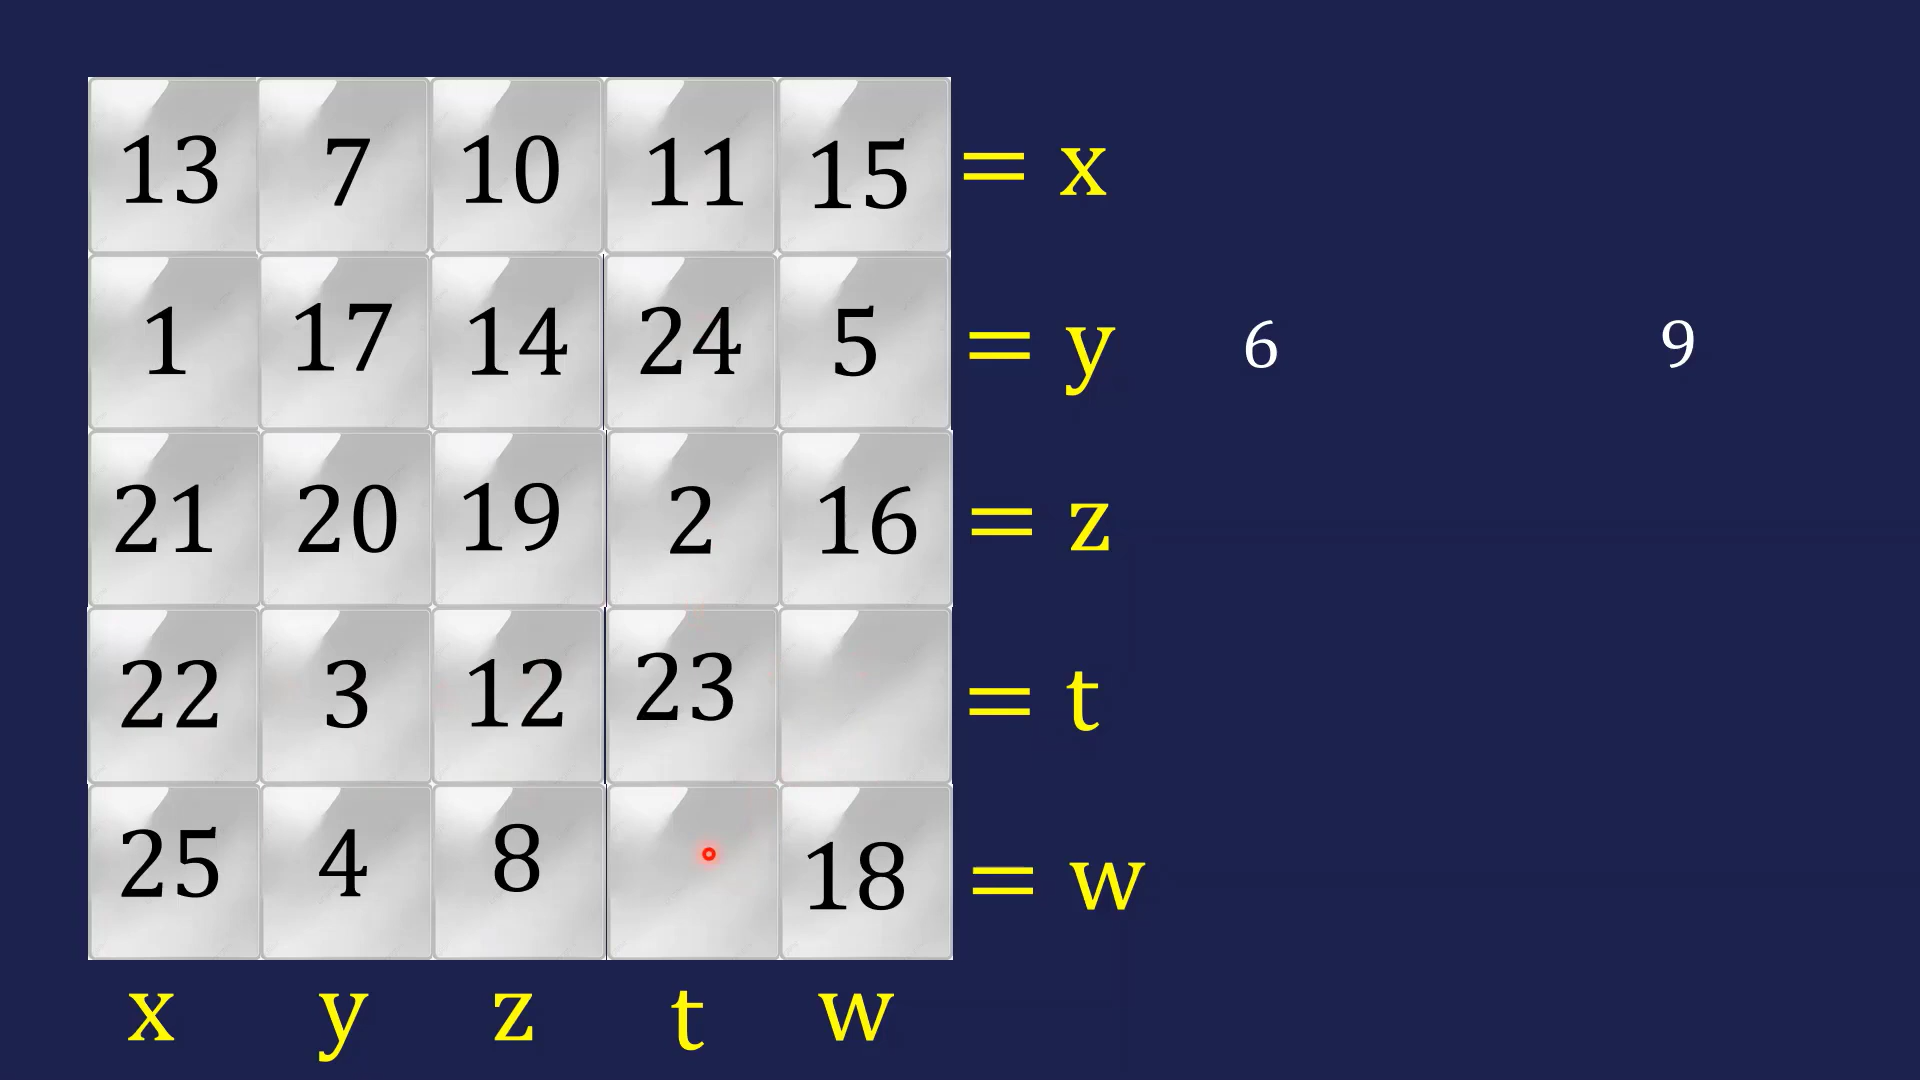 13 7 10 11 15 = x
1 17 14 24 5 = y 6 9
21 20 19 2 16 = z
22 3 12 23 = t
25 4 8 18 = w
x y z t w